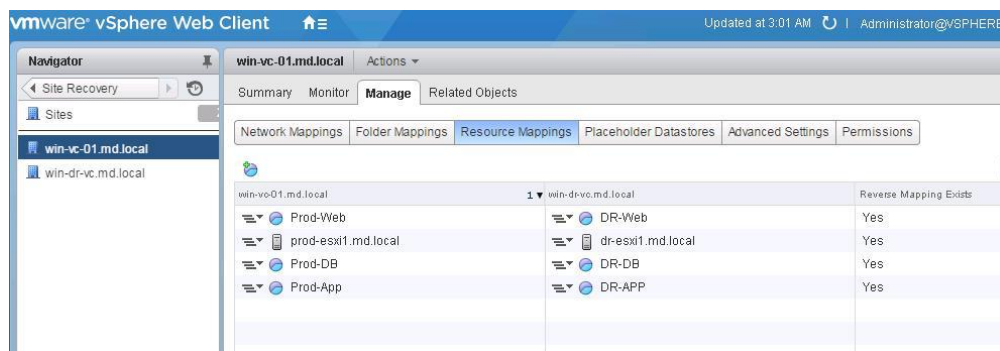 vmware® vSphere Web Client
Updated at 3:01 AM | Administrator@VSPHERE
Navigator
Site Recovery
Sites
win-vc-01.md.local
win-dr-vc.md.local
win-vc-01.md.local Actions
Summary Monitor Manage Related Objects
Network Mappings Folder Mappings Resource Mappings Placeholder Datastores Advanced Settings Permissions
win-vc-01.md.local 1 win-dr-vc.md.local Reverse Mapping Exists
Prod-Web DR-Web Yes
prod-esxi1.md.local dr-esxi1.md.local Yes
Prod-DB DR-DB Yes
Prod-App DR-APP Yes